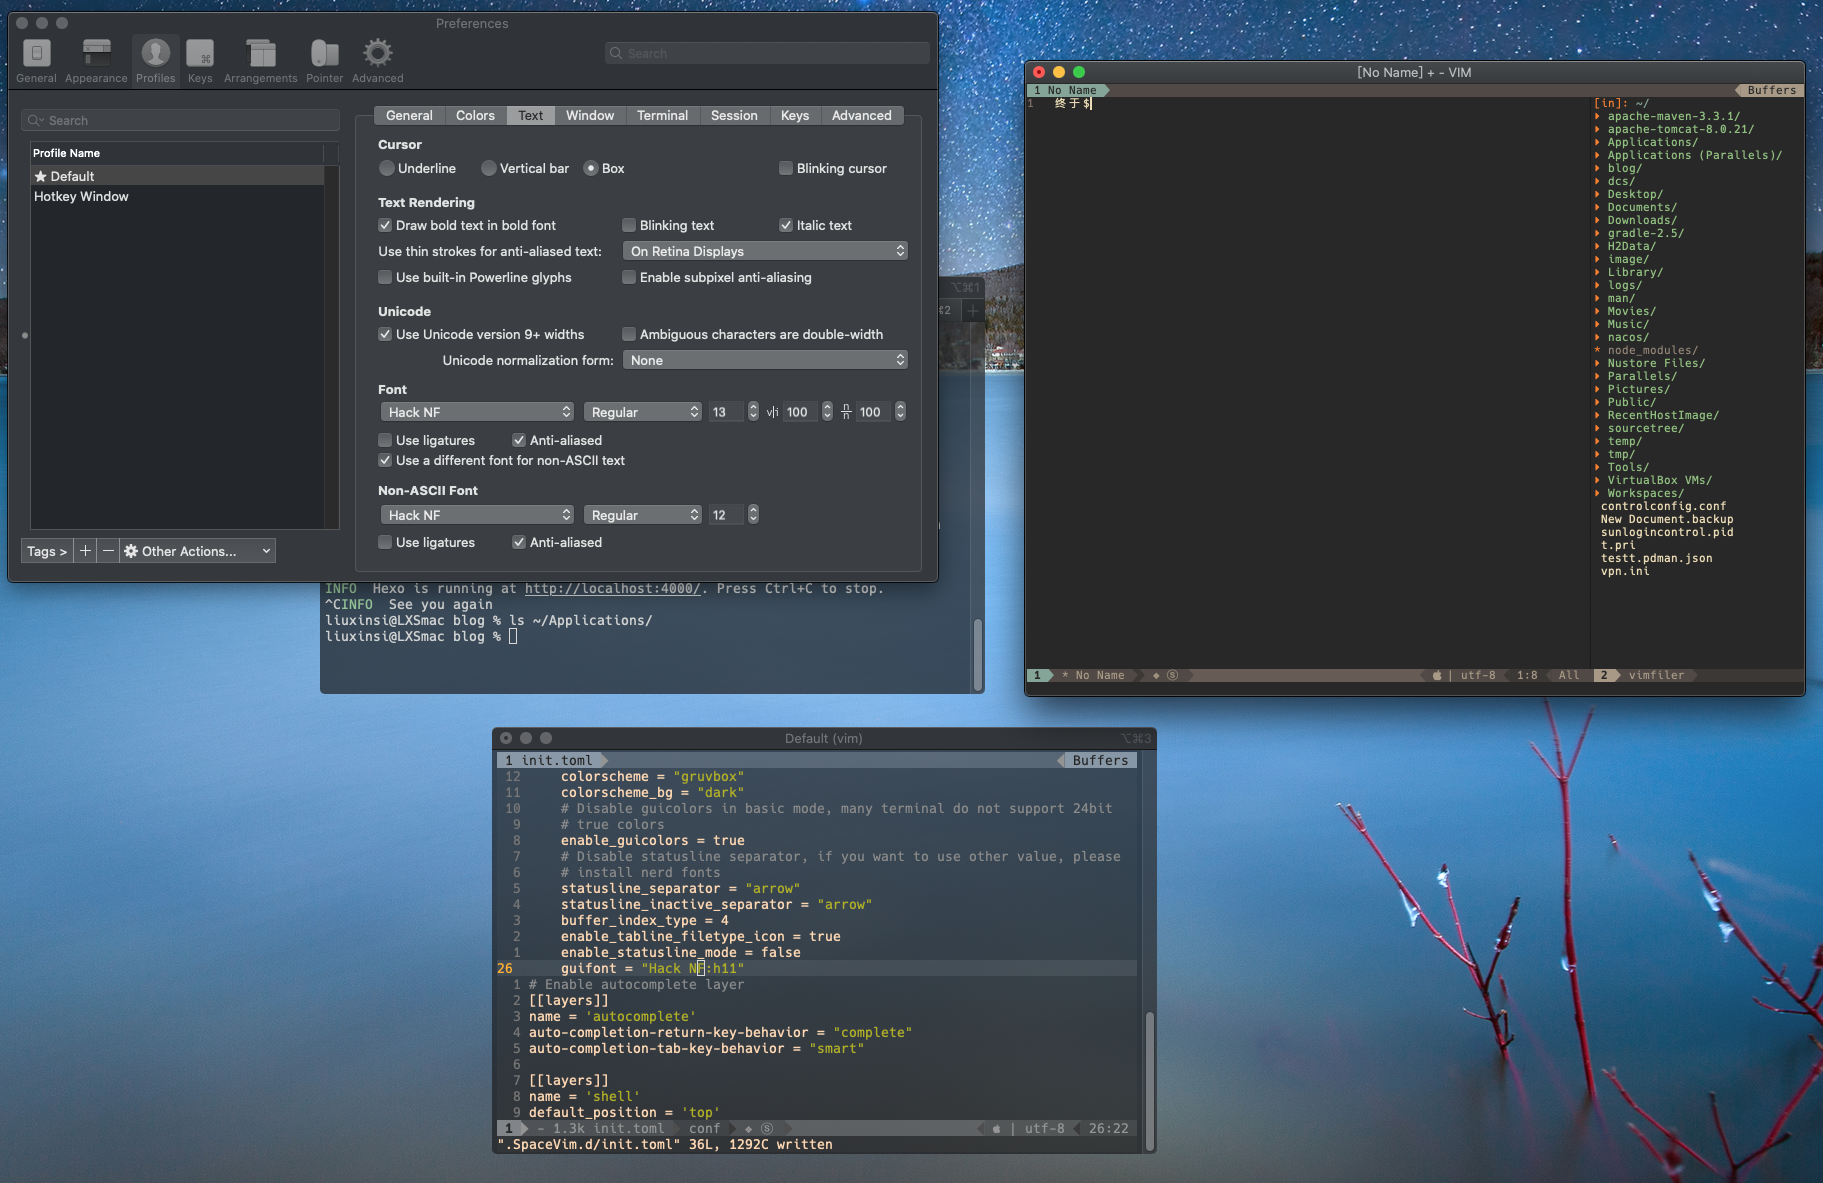 Preferences
General
Appearance
Profiles
Keys
Arrangements
Pointer
Advanced
Search
Search
Profile Name
★ Default
Hotkey Window
Tags >
+
−
Other Actions...
General
Colors
Text
Window
Terminal
Session
Keys
Advanced
Cursor
Underline
Vertical bar
Box
Blinking cursor
Text Rendering
Draw bold text in bold font
Blinking text
Italic text
Use thin strokes for anti-aliased text:
On Retina Displays
Use built-in Powerline glyphs
Enable subpixel anti-aliasing
Unicode
Use Unicode version 9+ widths
Ambiguous characters are double-width
Unicode normalization form:
None
Font
Hack NF
Regular
13
v|i 100
n/n 100
Use ligatures
Anti-aliased
Use a different font for non-ASCII text
Non-ASCII Font
Hack NF
Regular
12
Use ligatures
Anti-aliased
⌥⌘1
⌘2
INFO  Hexo is running at http://localhost:4000/. Press Ctrl+C to stop.
^CINFO  See you again
liuxinsi@LXSmac blog % ls ~/Applications/
liuxinsi@LXSmac blog %
[No Name] + - VIM
1 No Name
Buffers
1 终于$
[in]: ~/
apache-maven-3.3.1/
apache-tomcat-8.0.21/
Applications/
Applications (Parallels)/
blog/
dcs/
Desktop/
Documents/
Downloads/
gradle-2.5/
H2Data/
image/
Library/
logs/
man/
Movies/
Music/
nacos/
* node_modules/
Nustore Files/
Parallels/
Pictures/
Public/
RecentHostImage/
sourcetree/
temp/
tmp/
Tools/
VirtualBox VMs/
Workspaces/
controlconfig.conf
New Document.backup
sunlogincontrol.pid
t.pri
testt.pdman.json
vpn.ini
1 * No Name ❖ Ⓢ | utf-8 1:8 All
2 vimfiler
Default (vim)
⌥⌘3
1 init.toml
Buffers
12 colorscheme = "gruvbox"
11 colorscheme_bg = "dark"
10 # Disable guicolors in basic mode, many terminal do not support 24bit
9 # true colors
8 enable_guicolors = true
7 # Disable statusline separator, if you want to use other value, please
6 # install nerd fonts
5 statusline_separator = "arrow"
4 statusline_inactive_separator = "arrow"
3 buffer_index_type = 4
2 enable_tabline_filetype_icon = true
1 enable_statusline_mode = false
26 guifont = "Hack NF:h11"
1 # Enable autocomplete layer
2 [[layers]]
3 name = 'autocomplete'
4 auto-completion-return-key-behavior = "complete"
5 auto-completion-tab-key-behavior = "smart"
6
7 [[layers]]
8 name = 'shell'
9 default_position = 'top'
1 - 1.3k init.toml conf ❖ Ⓢ | utf-8 26:22
".SpaceVim.d/init.toml" 36L, 1292C written